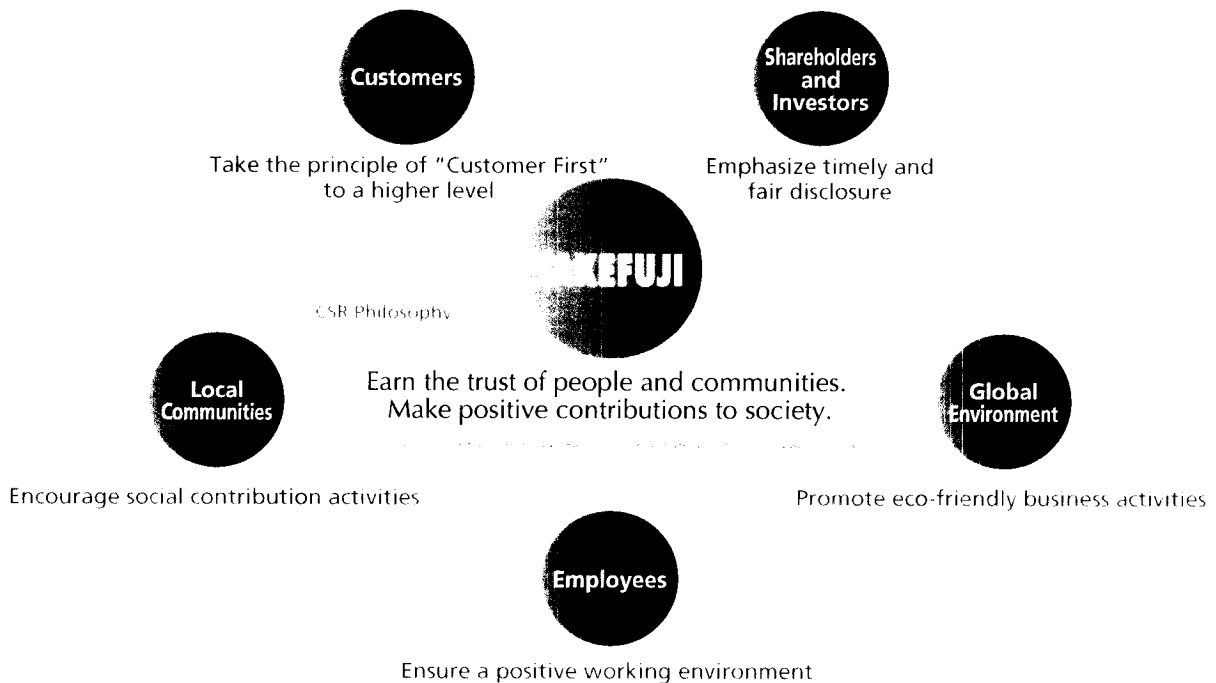 Customers
Shareholders
and
Investors
Take the principle of "Customer First"
to a higher level
Emphasize timely and
fair disclosure
KEFUJI
CSR Philosophy
Local
Communities
Earn the trust of people and communities.
Make positive contributions to society.
Global
Environment
Encourage social contribution activities
Promote eco-friendly business activities
Employees
Ensure a positive working environment